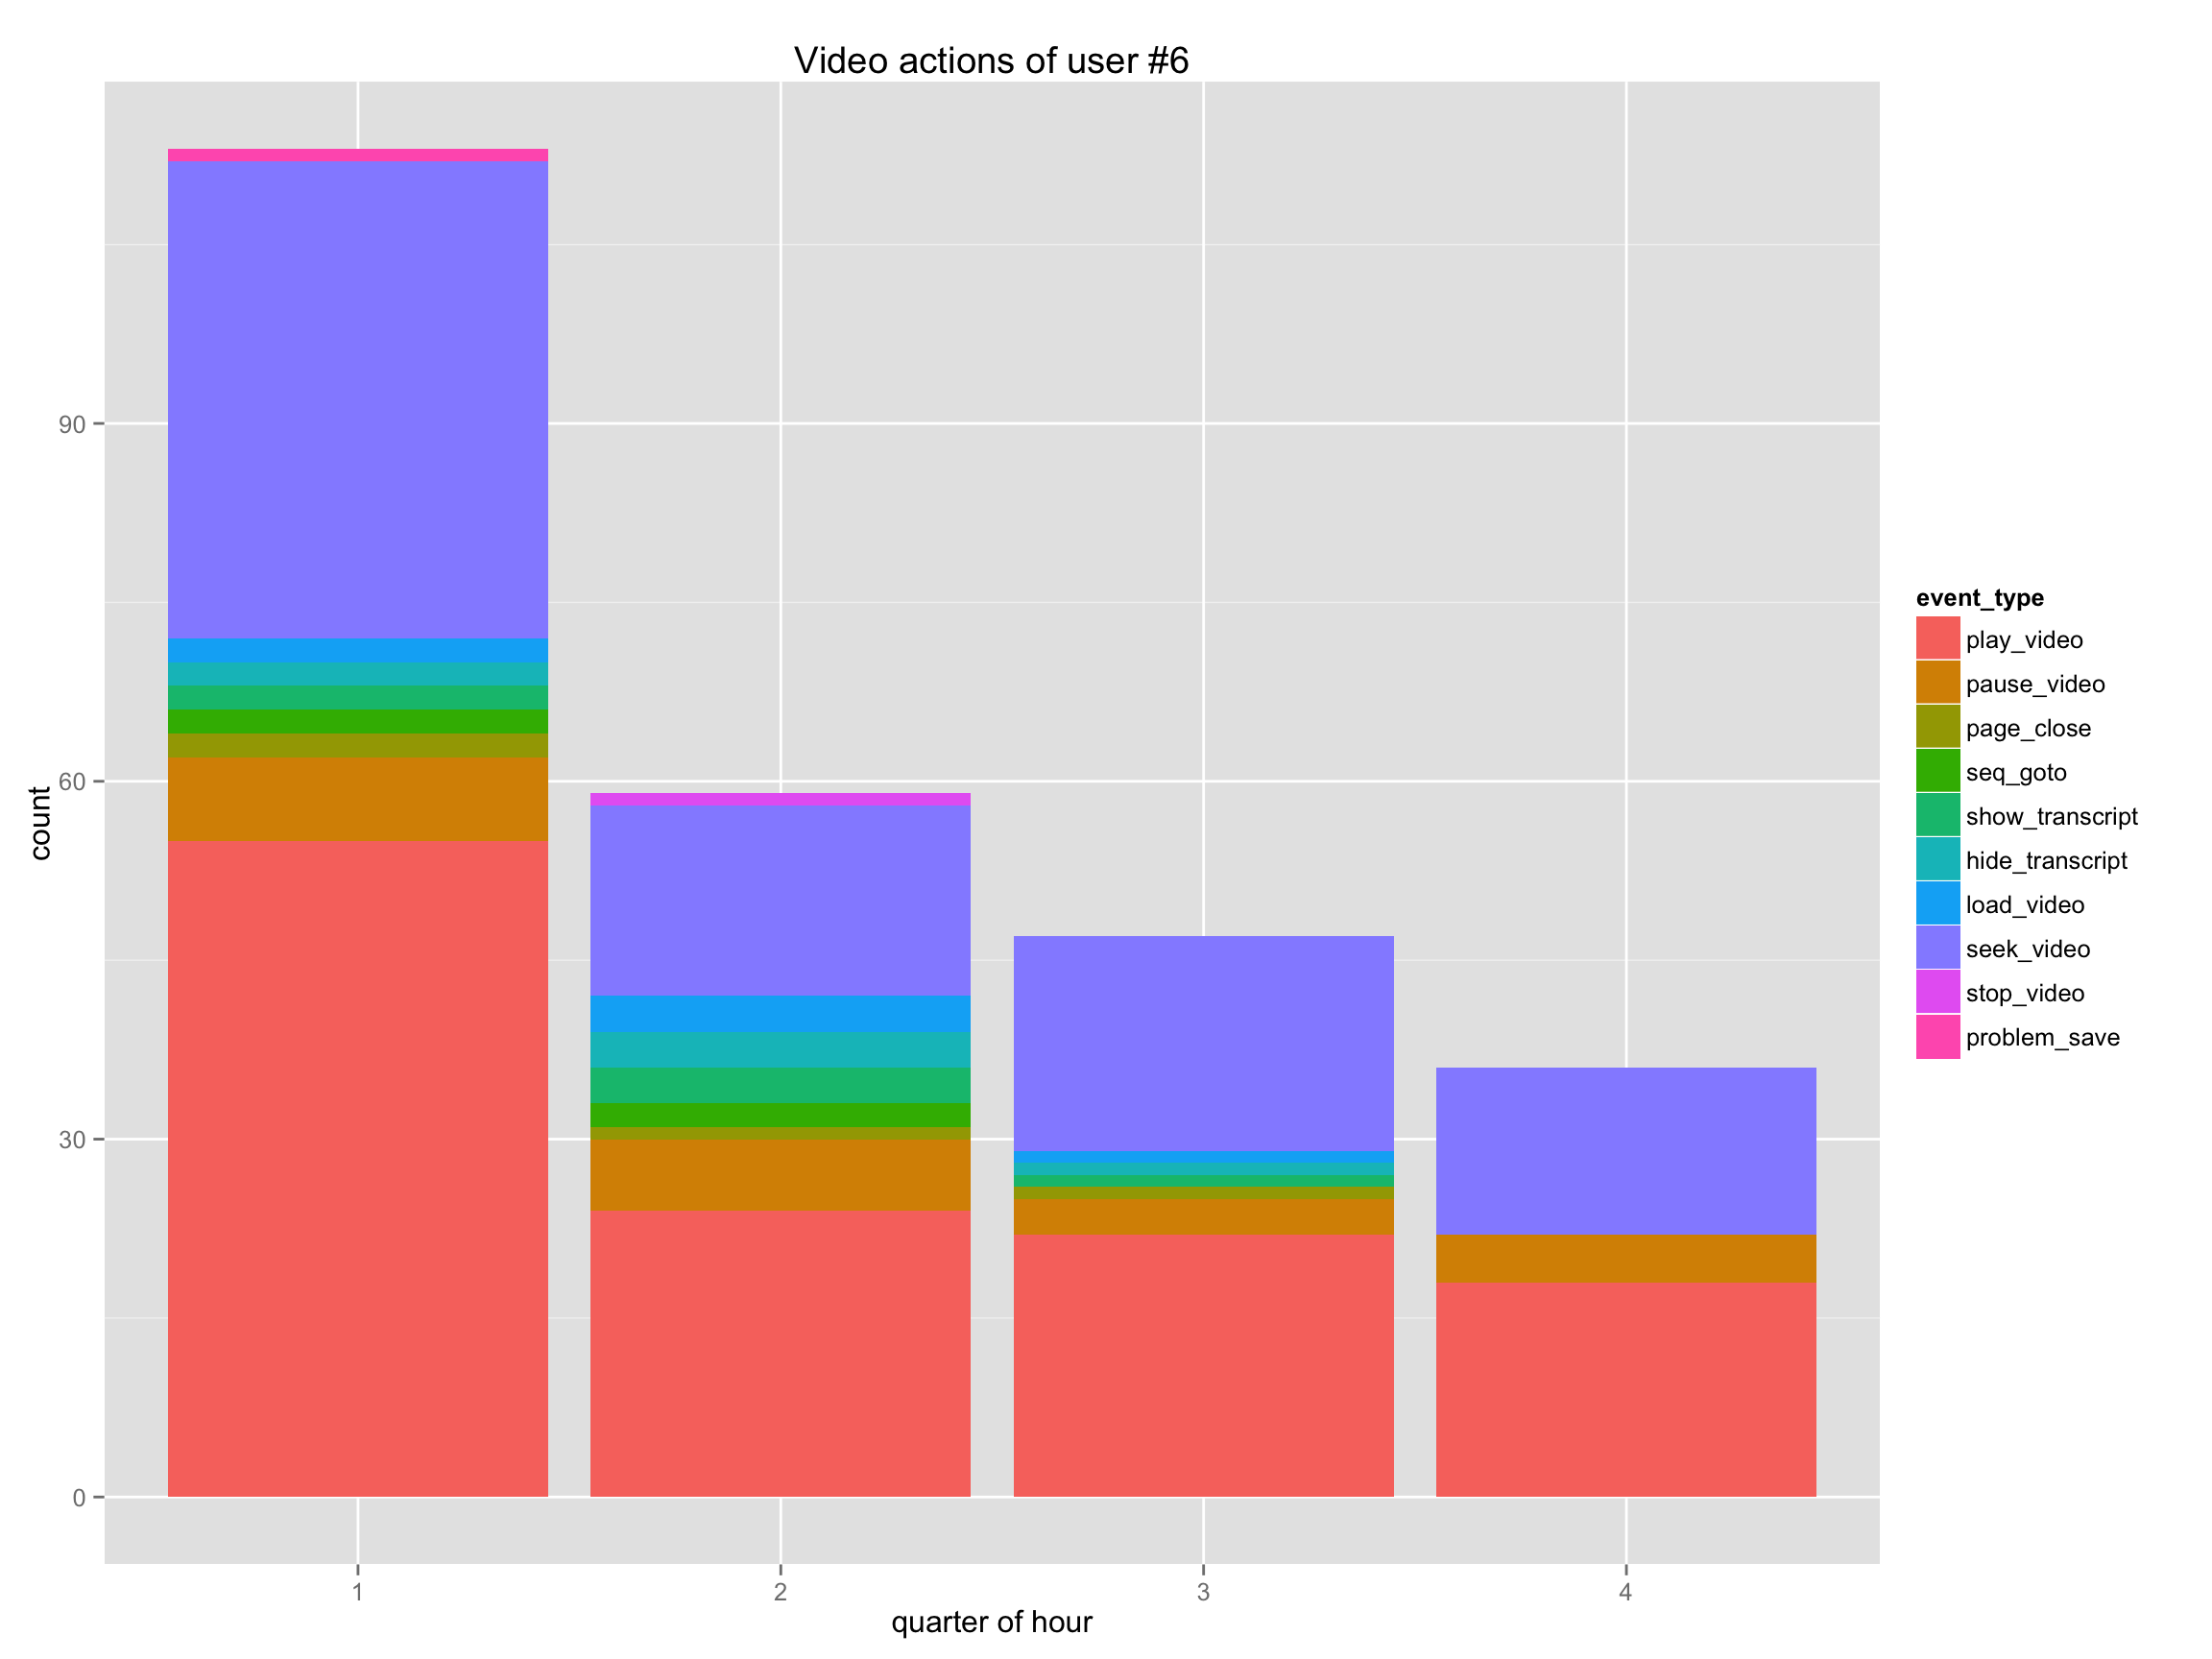 Video actions of user #6
count
90
60
30
0
1 2 3 4
quarter of hour
event_type
play_video
pause_video
page_close
seq_goto
show_transcript
hide_transcript
load_video
seek_video
stop_video
problem_save